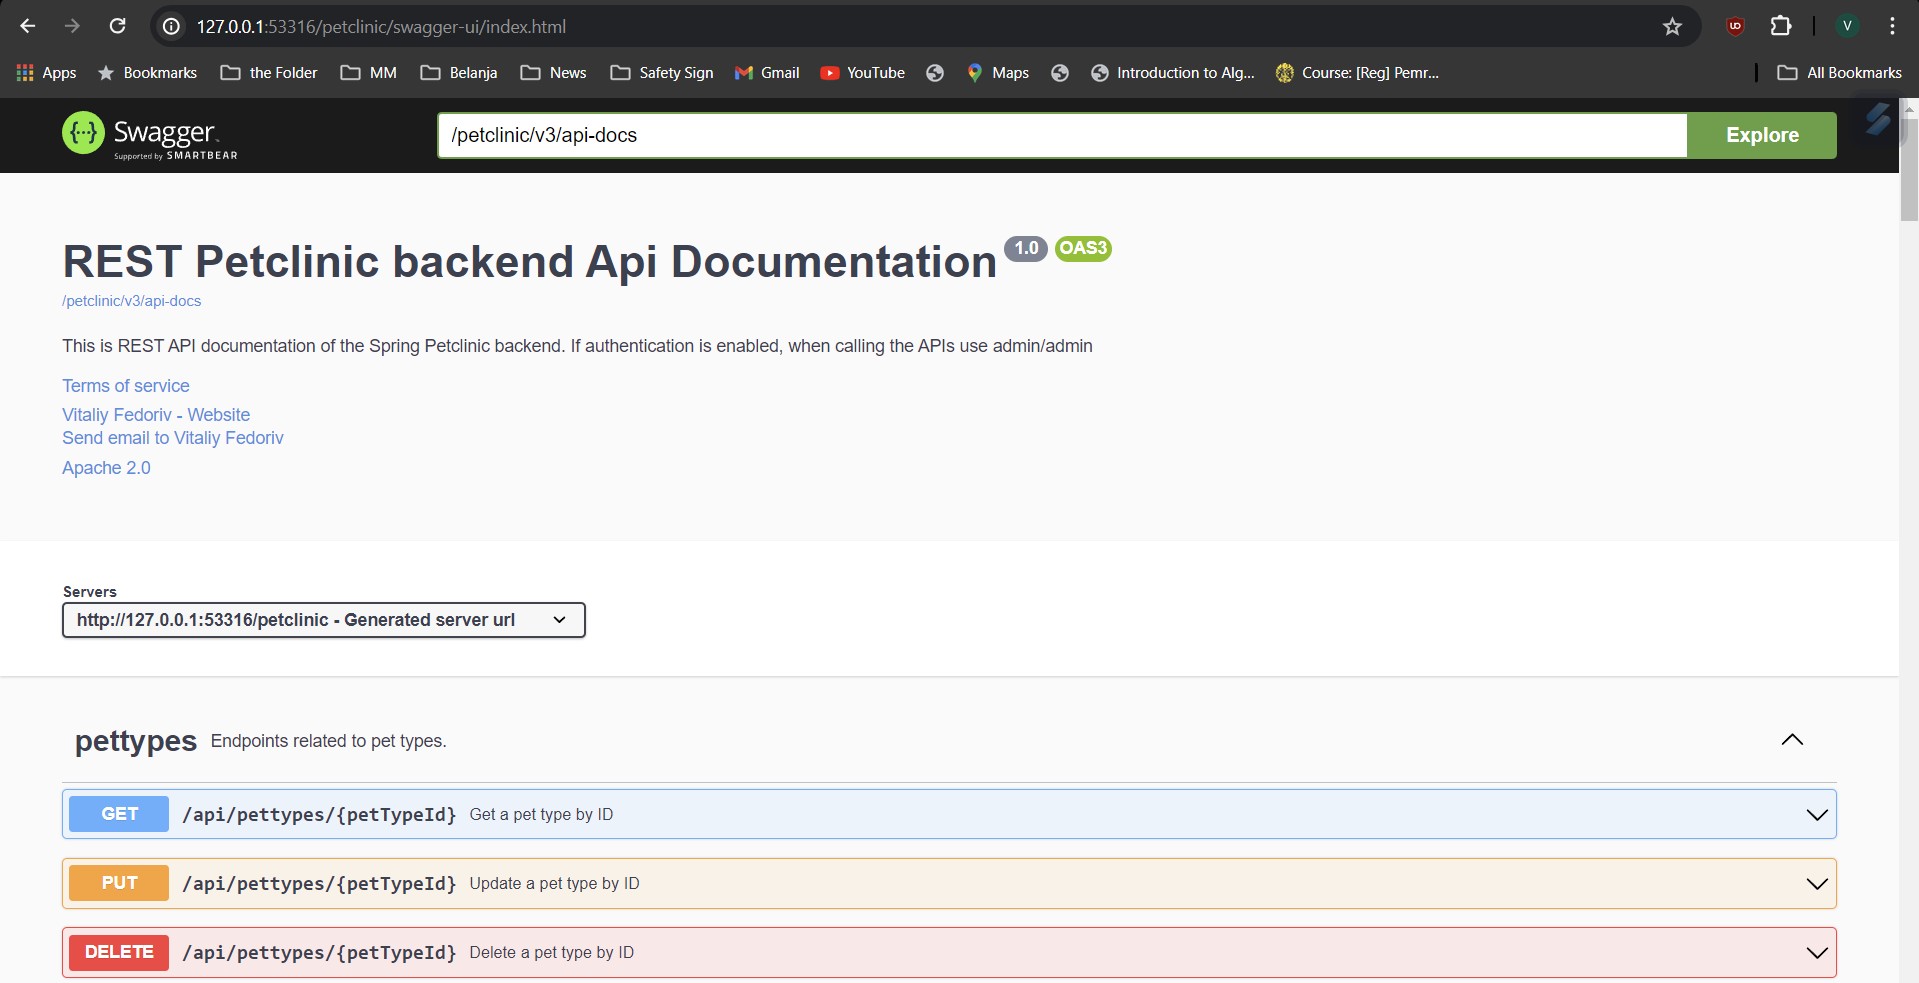 127.0.0.1:53316/petclinic/swagger-ui/index.html
V
Apps
Bookmarks
the Folder
MM
Belanja
News
Safety Sign
Gmail
YouTube
Maps
Introduction to Alg...
Course: [Reg] Pemr...
All Bookmarks
{···} Swagger.
Supported by SMARTBEAR
/petclinic/v3/api-docs
Explore
REST Petclinic backend Api Documentation 1.0 OAS3
/petclinic/v3/api-docs
This is REST API documentation of the Spring Petclinic backend. If authentication is enabled, when calling the APIs use admin/admin
Terms of service
Vitaliy Fedoriv - Website
Send email to Vitaliy Fedoriv
Apache 2.0
Servers
http://127.0.0.1:53316/petclinic - Generated server url
pettypes Endpoints related to pet types.
GET /api/pettypes/{petTypeId} Get a pet type by ID
PUT /api/pettypes/{petTypeId} Update a pet type by ID
DELETE /api/pettypes/{petTypeId} Delete a pet type by ID